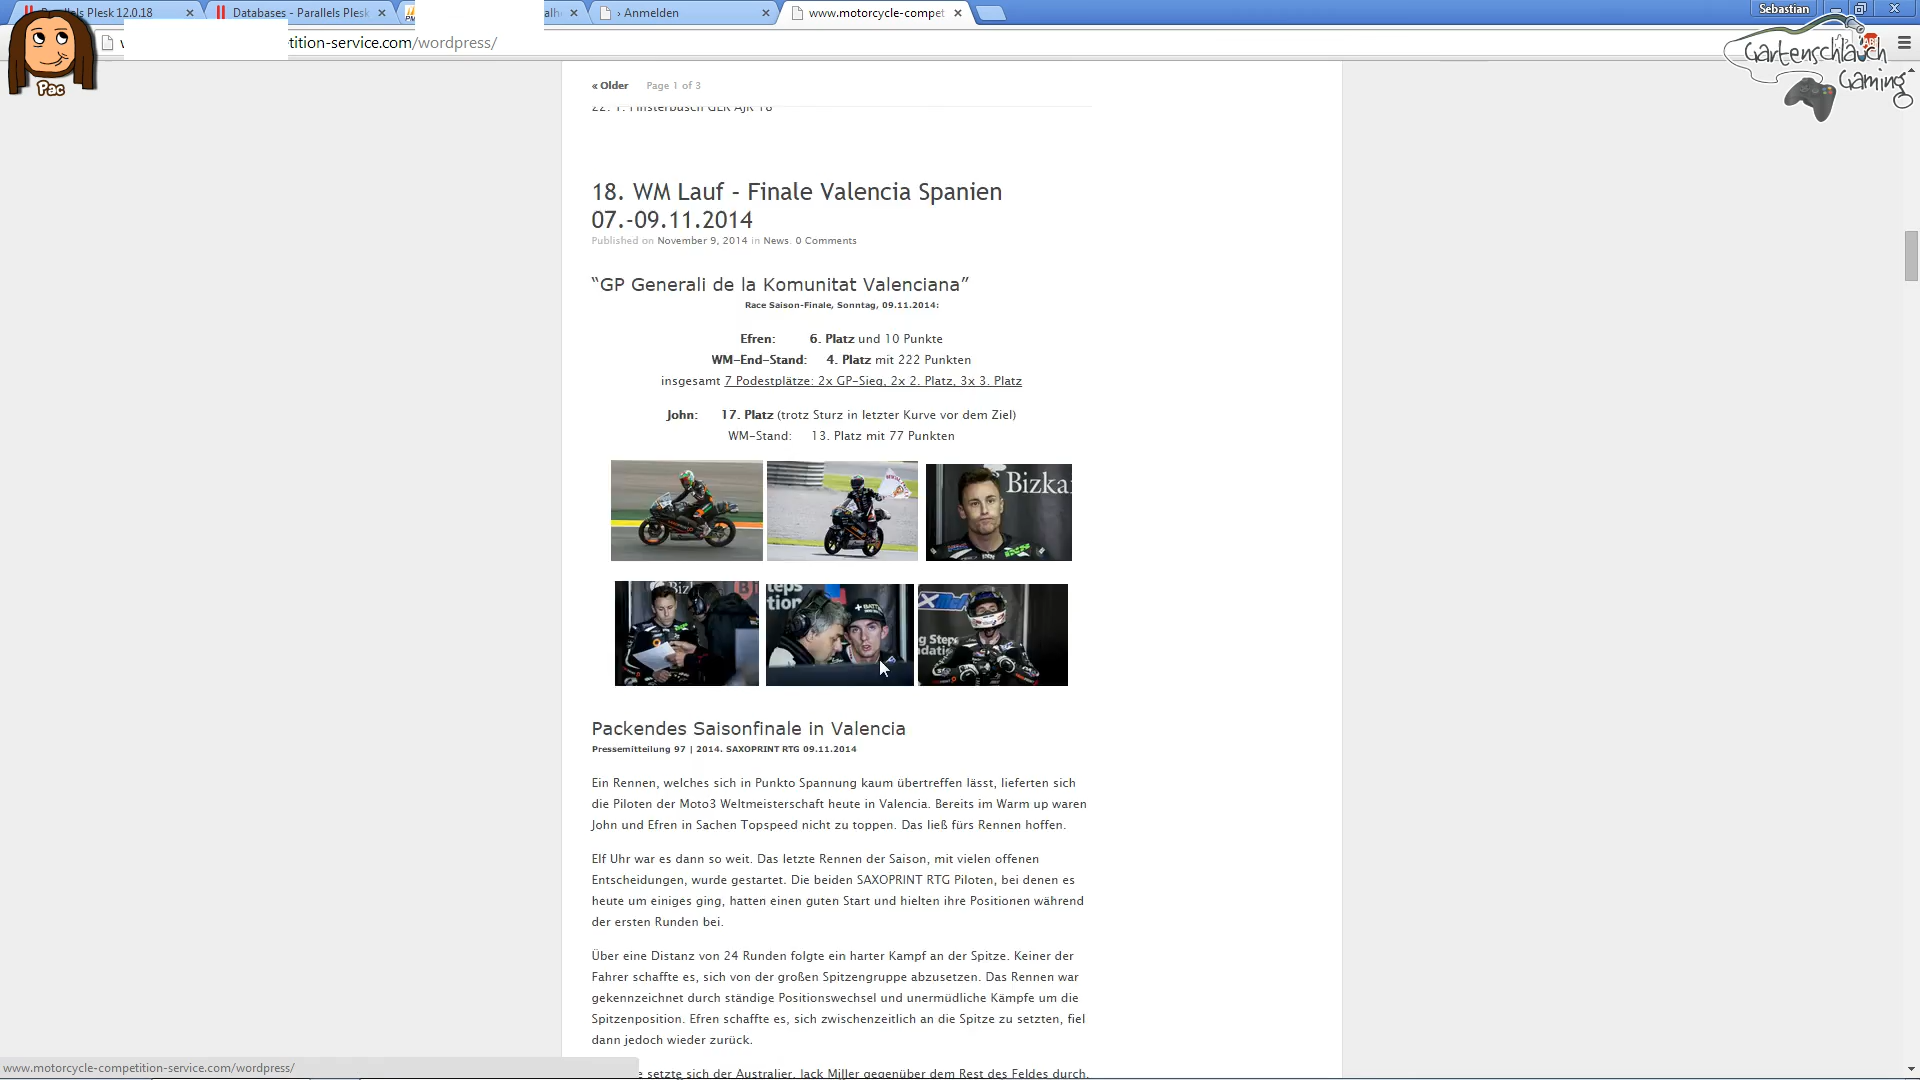 Parallels Plesk 12.0.18
Databases - Parallels Plesk
› Anmelden
www.motorcycle-compet
Sebastian
tition-service.com/wordpress/
Pac
Gartenschlauch
Gaming
« Older Page 1 of 3
18. WM Lauf – Finale Valencia Spanien
07.-09.11.2014
Published on November 9, 2014 in News. 0 Comments
“GP Generali de la Komunitat Valenciana”
Race Saison-Finale, Sonntag, 09.11.2014:
Efren: 6. Platz und 10 Punkte
WM-End-Stand: 4. Platz mit 222 Punkten
insgesamt 7 Podestplätze: 2x GP-Sieg, 2x 2. Platz, 3x 3. Platz
John: 17. Platz (trotz Sturz in letzter Kurve vor dem Ziel)
WM-Stand: 13. Platz mit 77 Punkten
Bizka
Packendes Saisonfinale in Valencia
Pressemitteilung 97 | 2014. SAXOPRINT RTG 09.11.2014
Ein Rennen, welches sich in Punkto Spannung kaum übertreffen lässt, lieferten sich
die Piloten der Moto3 Weltmeisterschaft heute in Valencia. Bereits im Warm up waren
John und Efren in Sachen Topspeed nicht zu toppen. Das ließ fürs Rennen hoffen.
Elf Uhr war es dann so weit. Das letzte Rennen der Saison, mit vielen offenen
Entscheidungen, wurde gestartet. Die beiden SAXOPRINT RTG Piloten, bei denen es
heute um einiges ging, hatten einen guten Start und hielten ihre Positionen während
der ersten Runden bei.
Über eine Distanz von 24 Runden folgte ein harter Kampf an der Spitze. Keiner der
Fahrer schaffte es, sich von der großen Spitzengruppe abzusetzen. Das Rennen war
gekennzeichnet durch ständige Positionswechsel und unermüdliche Kämpfe um die
Spitzenposition. Efren schaffte es, sich zwischenzeitlich an die Spitze zu setzten, fiel
dann jedoch wieder zurück.
setzte sich der Australier, Jack Miller gegenüber dem Rest des Feldes durch.
www.motorcycle-competition-service.com/wordpress/